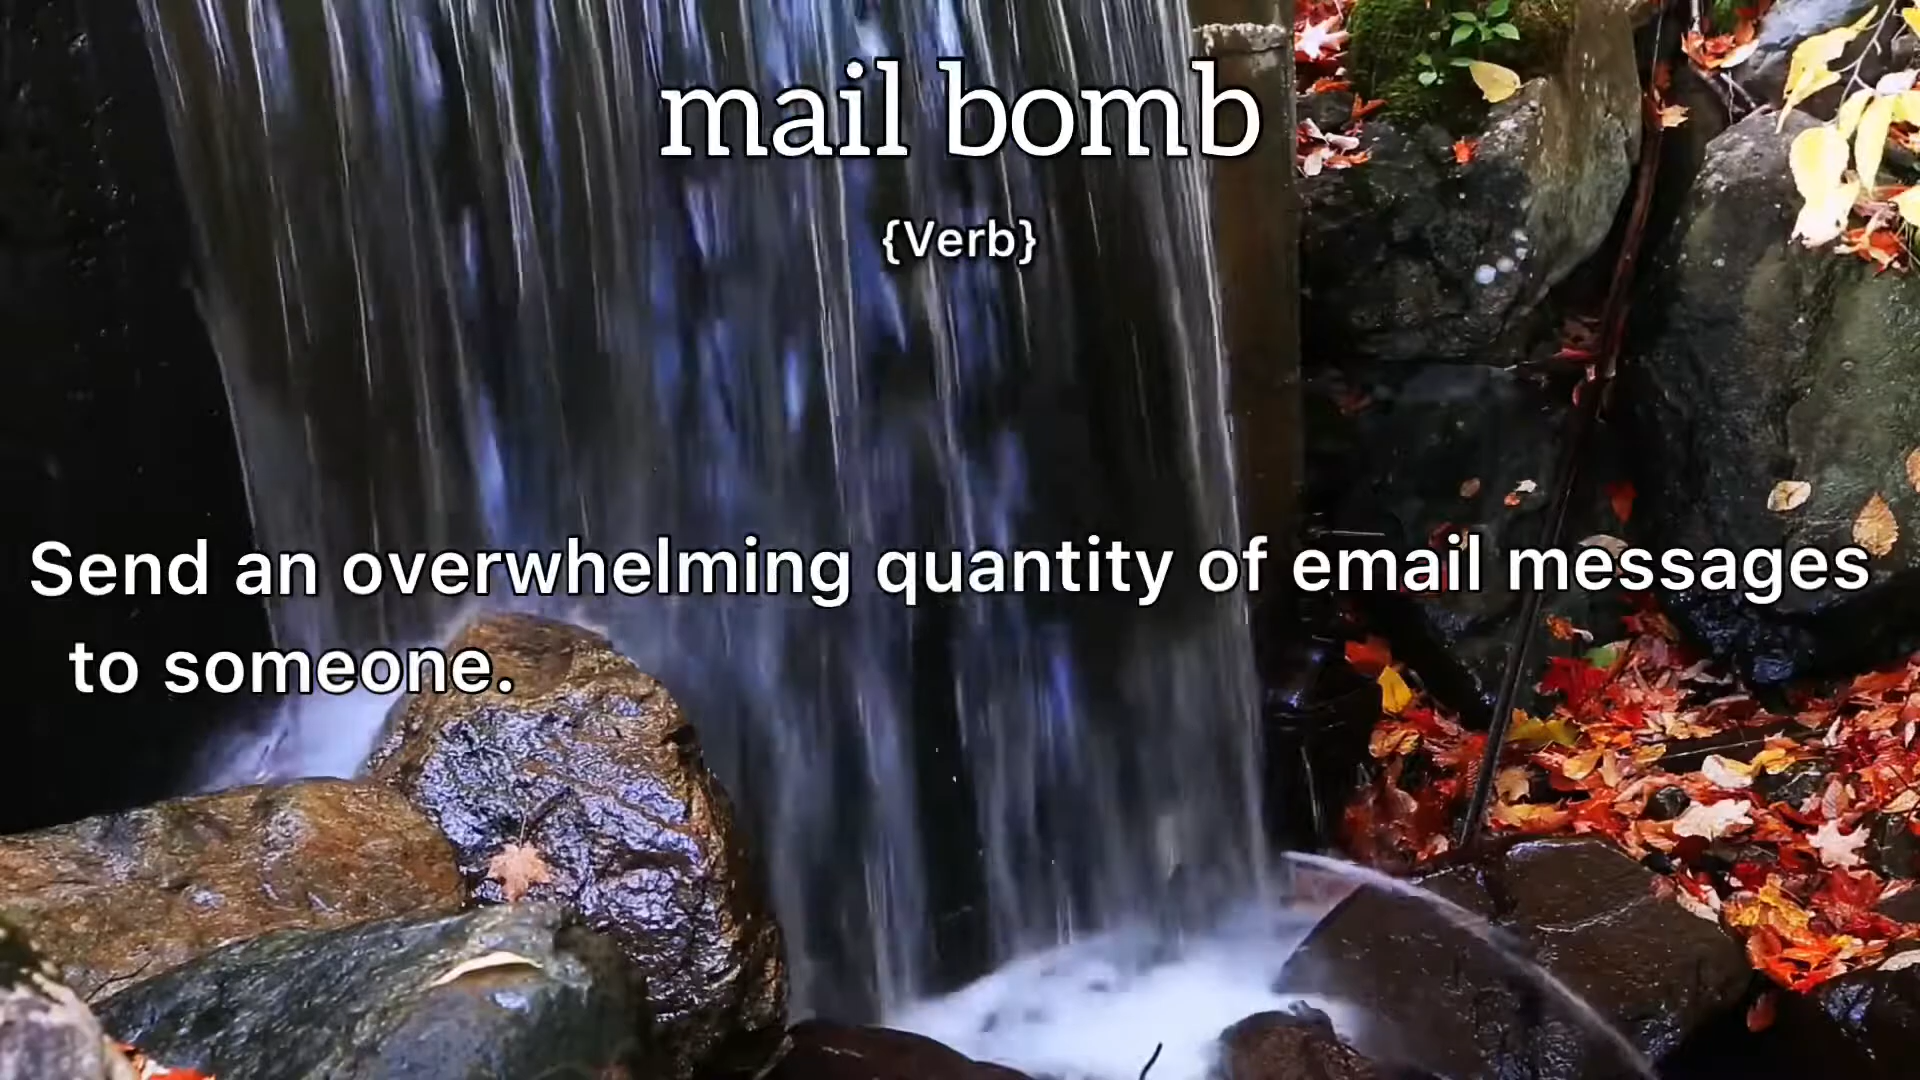 mail bomb
{Verb}
Send an overwhelming quantity of email messages
to someone.